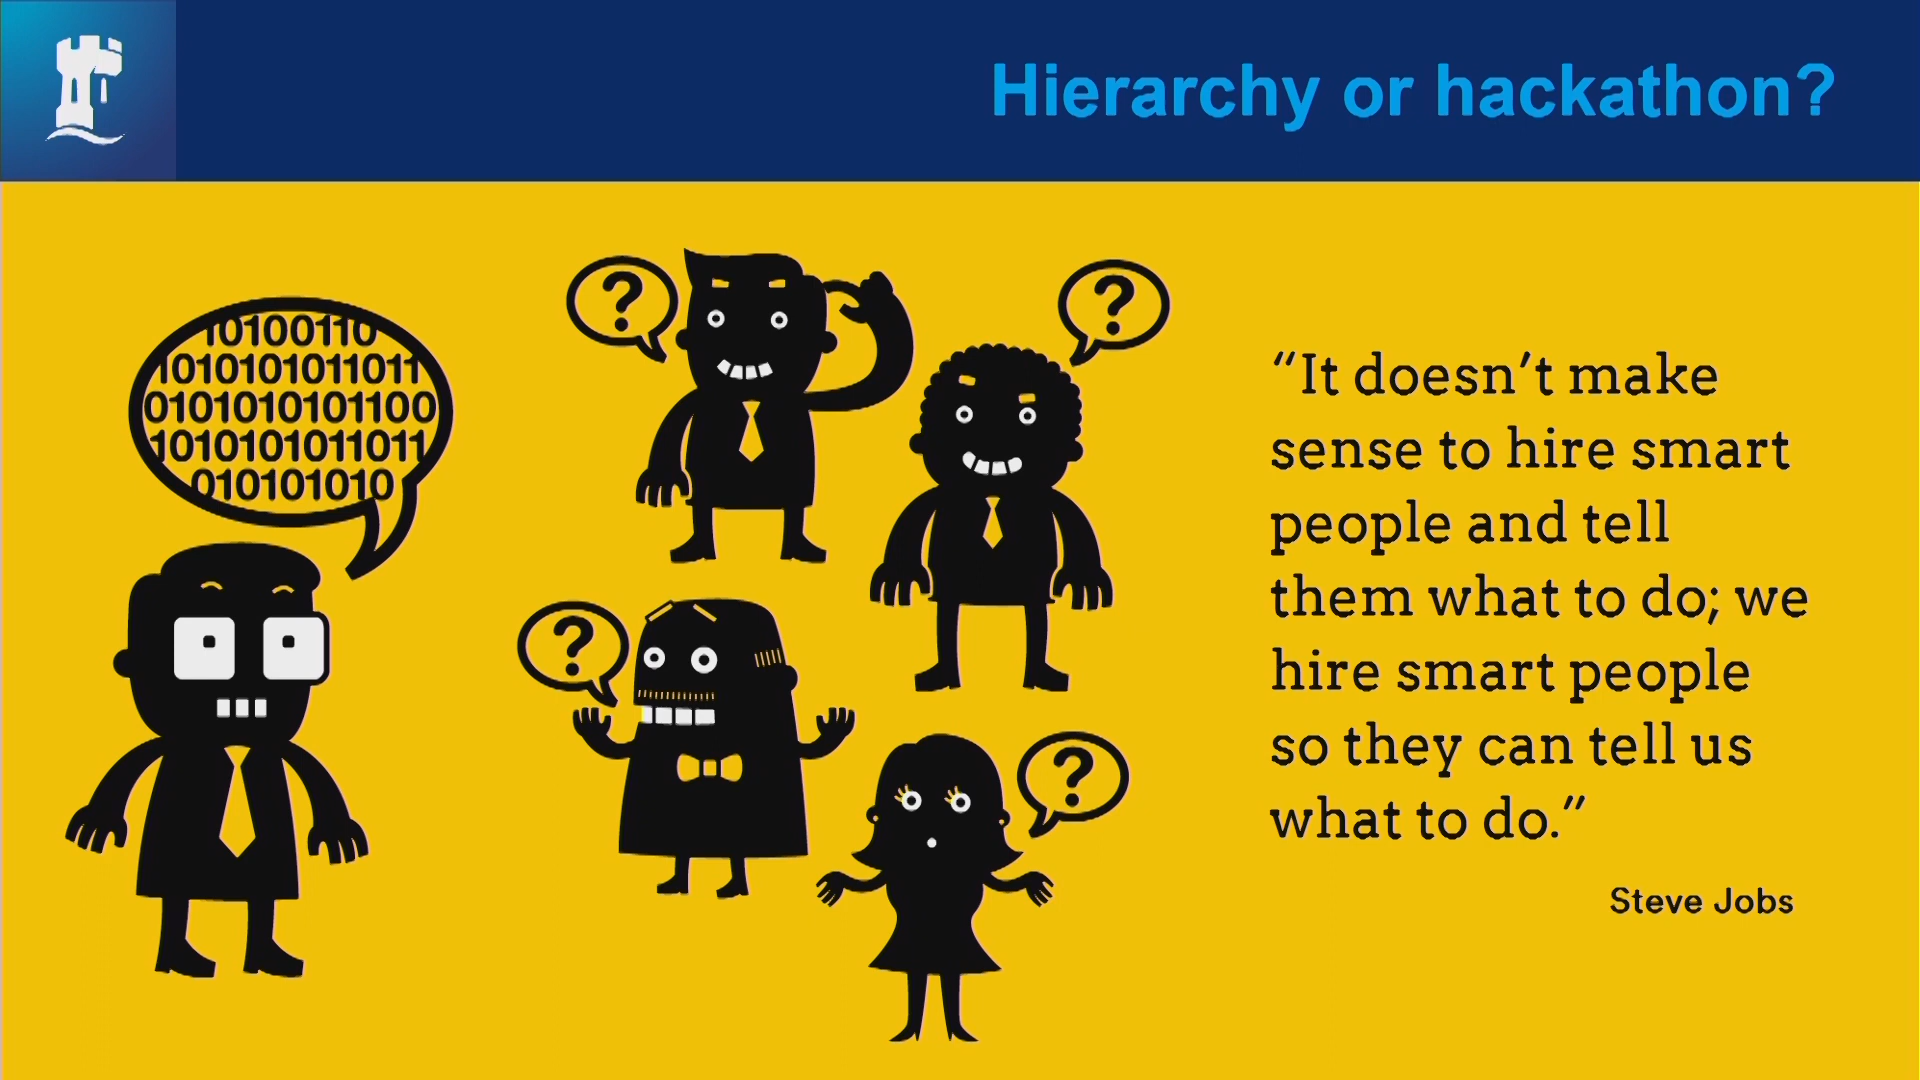 Hierarchy or hackathon?
10100110
1010101011011
0101010101100
1010101011011
010101010
?
?
?
?
“It doesn’t make
sense to hire smart
people and tell
them what to do; we
hire smart people
so they can tell us
what to do.”
Steve Jobs